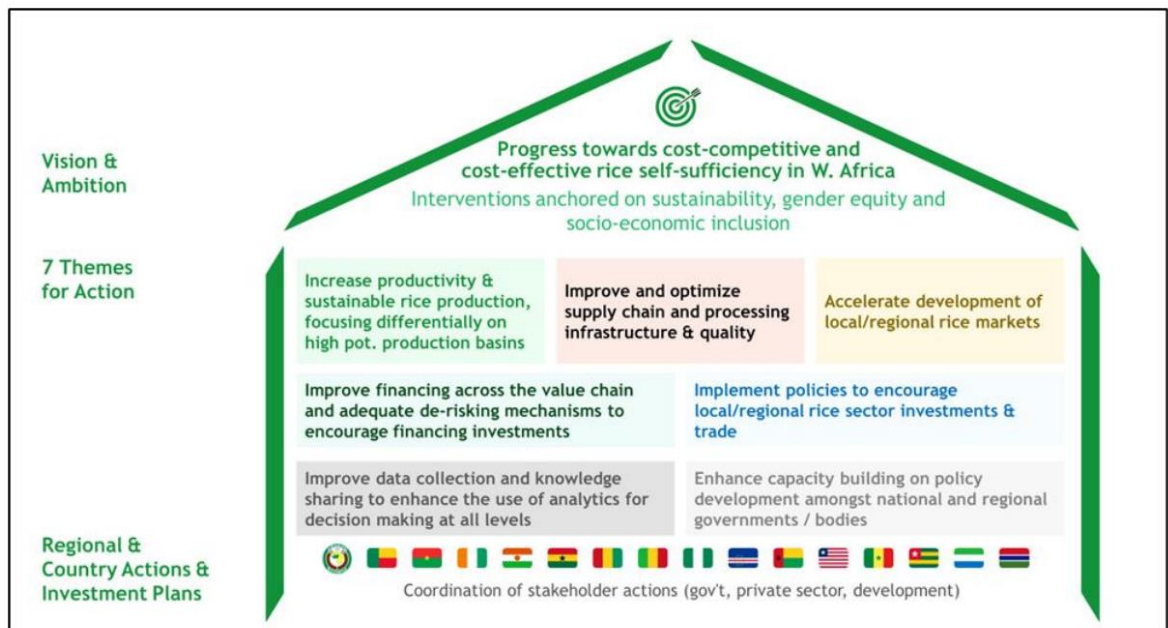 Vision &
Ambition
Progress towards cost-competitive and
cost-effective rice self-sufficiency in W. Africa
Interventions anchored on sustainability, gender equity and
socio-economic inclusion
7 Themes
for Action
Increase productivity &
sustainable rice production,
focusing differentially on
high pot. production basins
Improve and optimize
supply chain and processing
infrastructure & quality
Accelerate development of
local/regional rice markets
Improve financing across the value chain
and adequate de-risking mechanisms to
encourage financing investments
Implement policies to encourage
local/regional rice sector investments &
trade
Improve data collection and knowledge
sharing to enhance the use of analytics for
decision making at all levels
Enhance capacity building on policy
development amongst national and regional
governments / bodies
Regional &
Country Actions &
Investment Plans
Coordination of stakeholder actions (gov't, private sector, development)